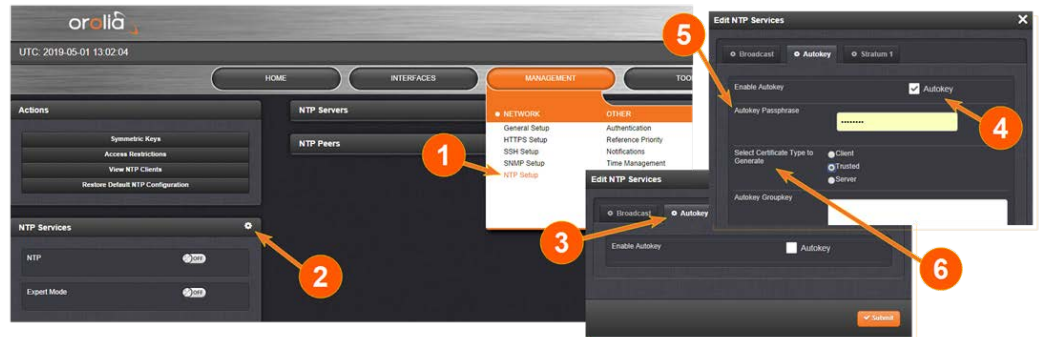 orolia
UTC: 2019-05-01 13:02:04
HOME
INTERFACES
MANAGEMENT
Actions
Symmetric Keys
Access Restrictions
View NTP Clients
Restore Default NTP Configuration
NTP Services
NTP
OFF
Expert Mode
OFF
2
NTP Servers
NTP Peers
NETWORK
General Setup
HTTPS Setup
SSH Setup
SNMP Setup
NTP Setup
1
OTHER
Authentication
Reference Priority
Notifications
Time Management
Edit NTP Services
Broadcast
Autokey
3
Enable Autokey
Autokey
Submit
Edit NTP Services
X
5
Broadcast
Autokey
Stratum 1
Enable Autokey
Autokey
4
Autokey Passphrase
••••••••
Select Certificate Type to
Generate
Client
Trusted
Server
Autokey Groupkey
6